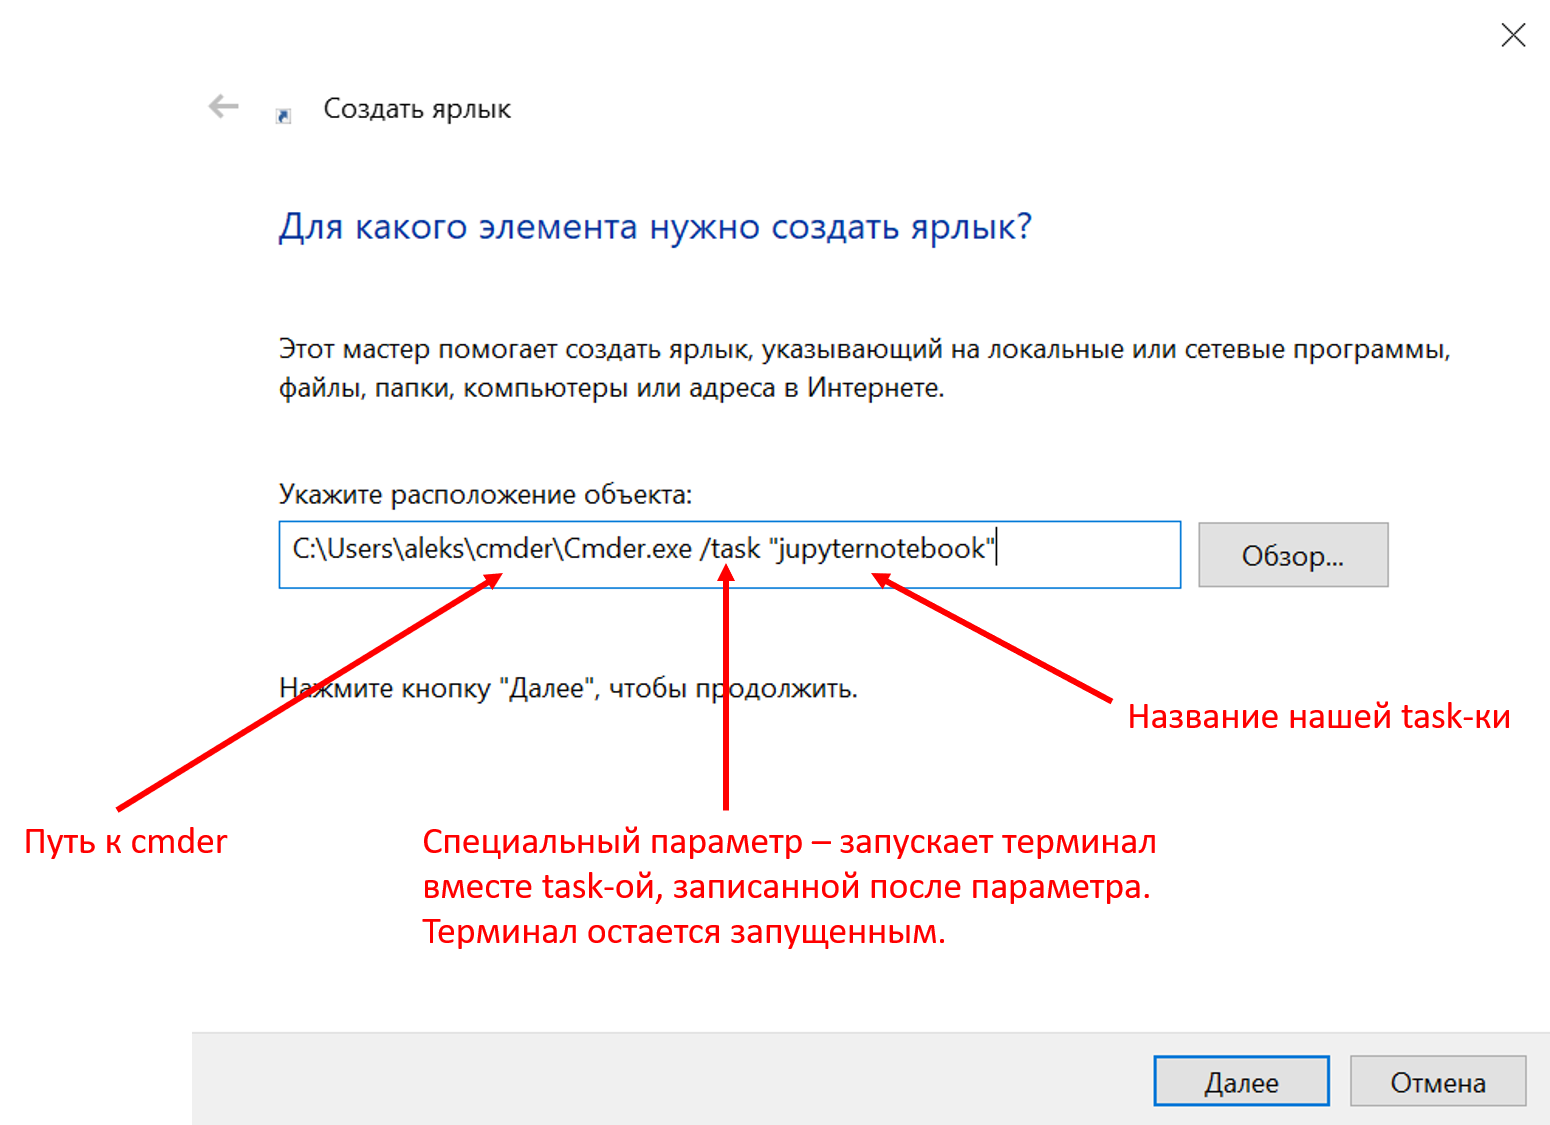 Создать ярлык
Для какого элемента нужно создать ярлык?
Этот мастер помогает создать ярлык, указывающий на локальные или сетевые программы,
файлы, папки, компьютеры или адреса в Интернете.
Укажите расположение объекта:
C:\Users\aleks\cmder\Cmder.exe /task "jupyternotebook"
Обзор...
Нажмите кнопку "Далее", чтобы продолжить.
Название нашей task-ки
Путь к cmder
Специальный параметр – запускает терминал
вместе task-ой, записанной после параметра.
Терминал остается запущенным.
Далее
Отмена